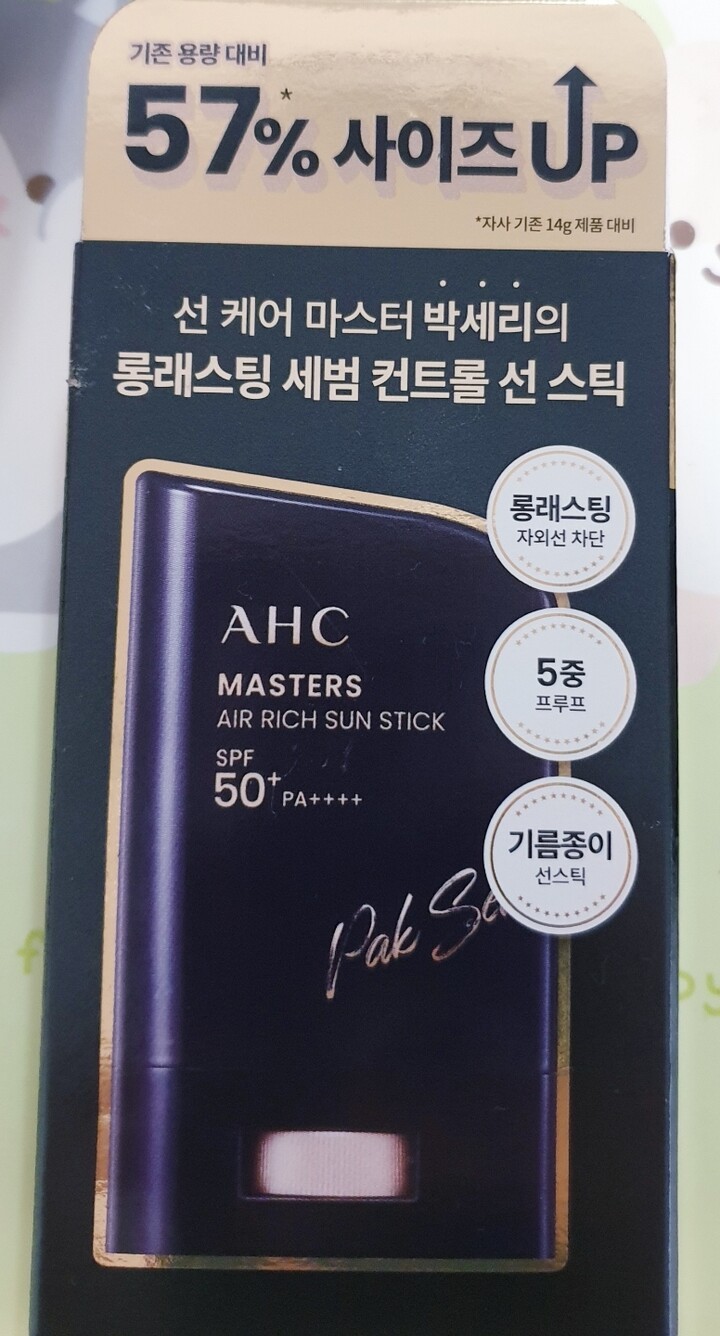 기존 용량 대비
57%* 사이즈 UP
*자사 기존 14g 제품 대비
선 케어 마스터 박세리의
롱래스팅 세범 컨트롤 선 스틱
롱래스팅
자외선 차단
AHC
MASTERS
AIR RICH SUN STICK
SPF
50+ PA++++
5중
프루프
기름종이
선스틱
Pak Se